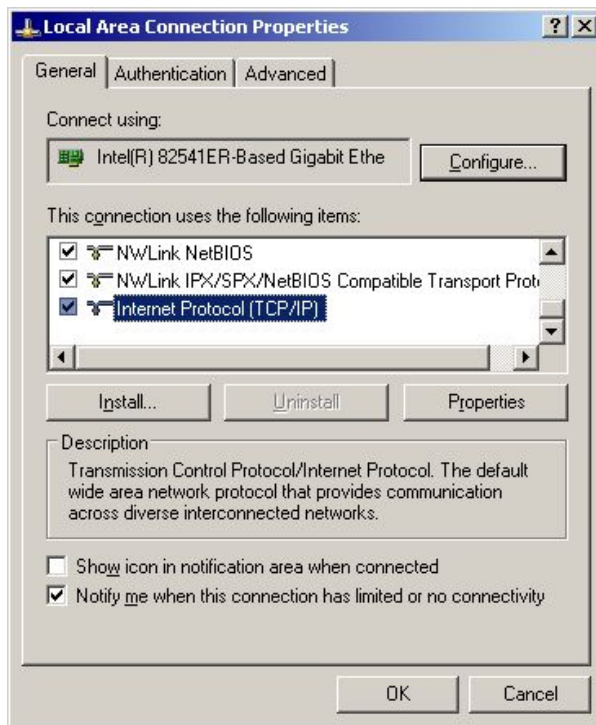 Local Area Connection Properties
General Authentication Advanced
Connect using:
Intel(R) 82541ER-Based Gigabit Ethe
Configure...
This connection uses the following items:
NWLink NetBIOS
NWLink IPX/SPX/NetBIOS Compatible Transport Proto
Internet Protocol (TCP/IP)
Install... Uninstall Properties
Description
Transmission Control Protocol/Internet Protocol. The default
wide area network protocol that provides communication
across diverse interconnected networks.
Show icon in notification area when connected
Notify me when this connection has limited or no connectivity
OK Cancel